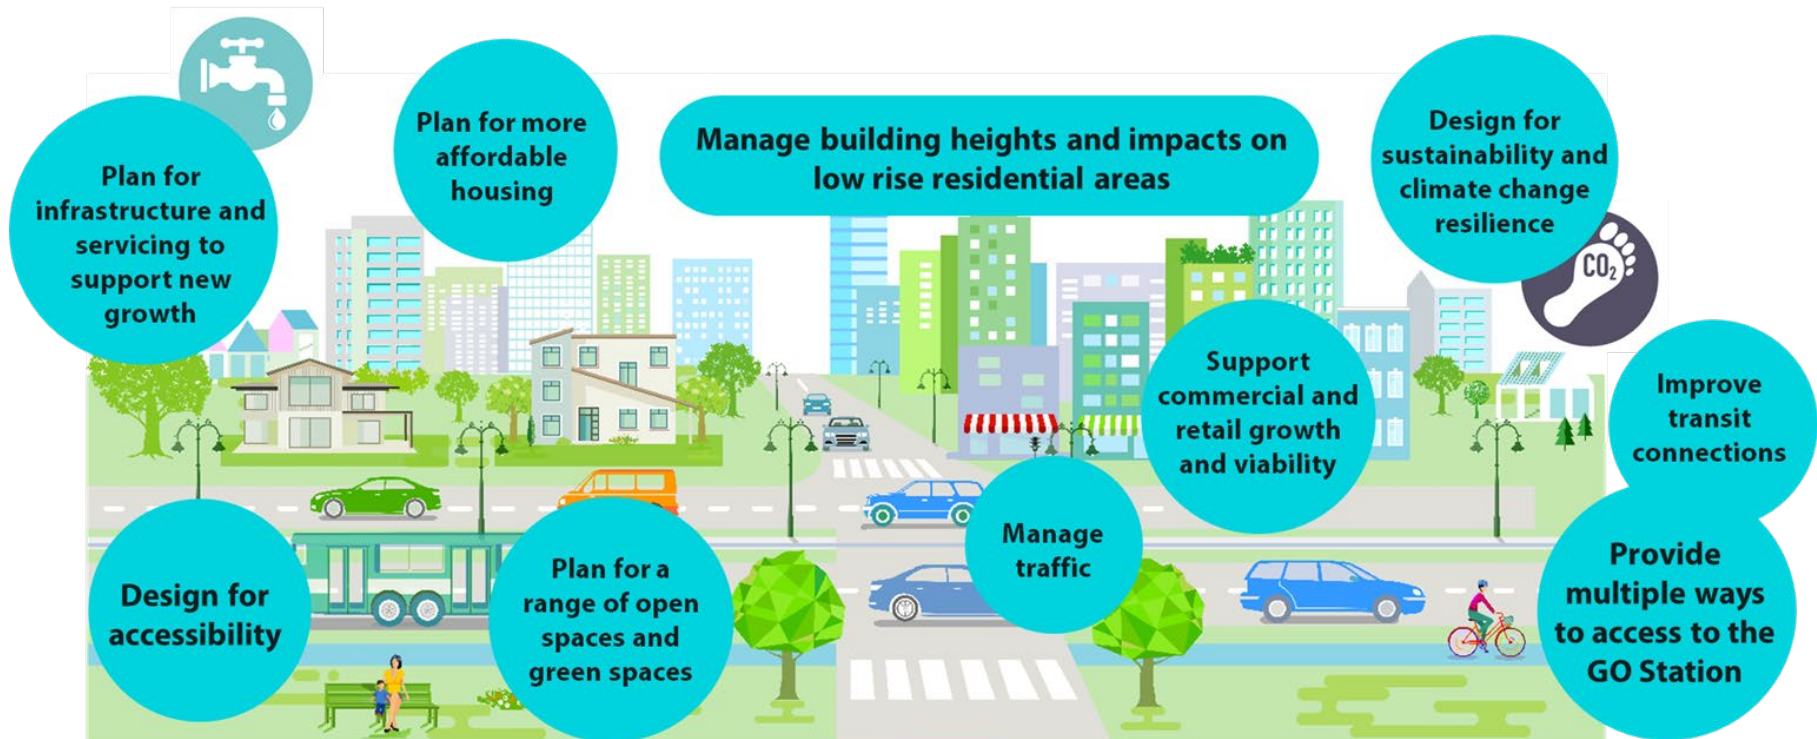 Plan for
infrastructure and
servicing to
support new
growth
Plan for more
affordable
housing
Manage building heights and impacts on
low rise residential areas
Design for
sustainability and
climate change
resilience
CO₂
Support
commercial and
retail growth
and viability
Improve
transit
connections
Design for
accessibility
Plan for a
range of open
spaces and
green spaces
Manage
traffic
Provide
multiple ways
to access to the
GO Station